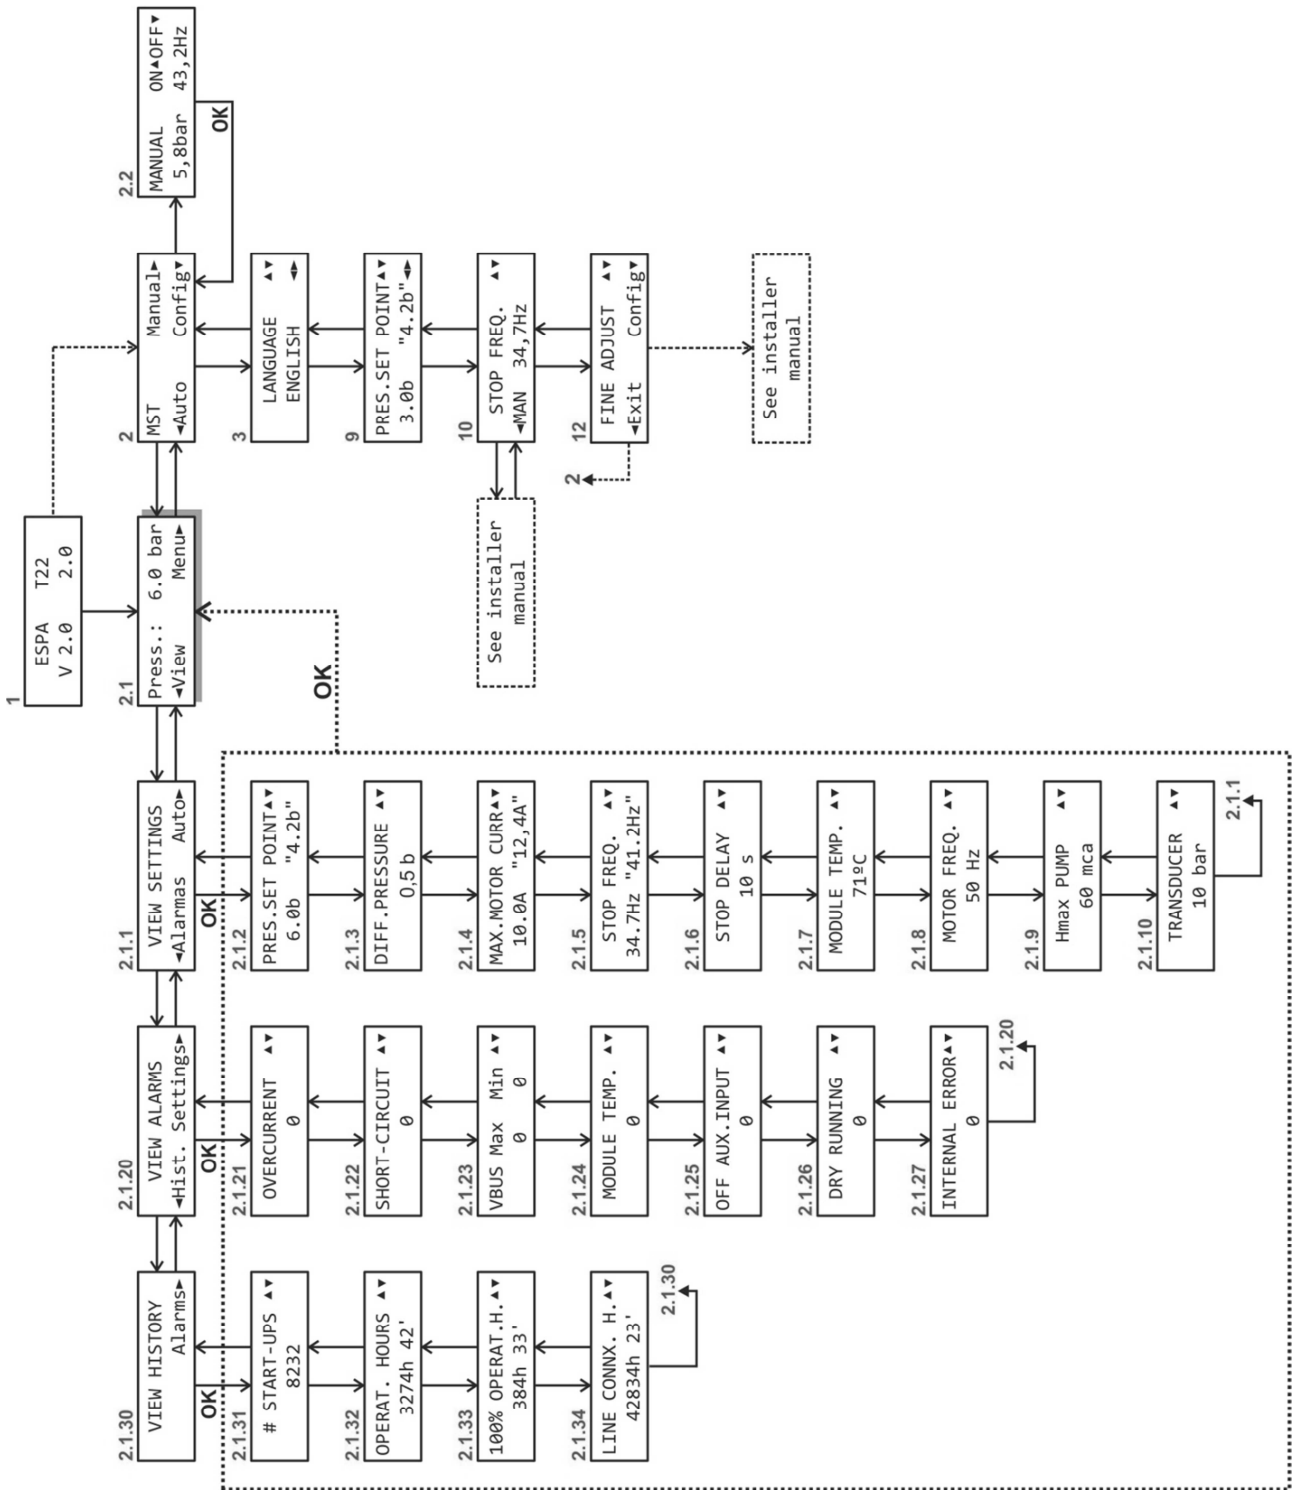 1
ESPA T22
V 2.0 2.0
2.1.30
VIEW HISTORY
Alarms►
2.1.20
VIEW ALARMS
◄Hist. Settings►
2.1.1
VIEW SETTINGS
◄Alarmas Auto►
2.1
Press.: 6.0 bar
◄View Menu►
2
MST Manual►
◄Auto Config▼
2.2
MANUAL ON▲OFF▼
5,8bar 43,2Hz
OK
OK
2.1.31
# START-UPS ▲▼
8232
2.1.32
OPERAT. HOURS ▲▼
3274h 42'
2.1.33
100% OPERAT.H.▲▼
384h 33'
2.1.34
LINE CONNX. H.▲▼
42834h 23'
2.1.30
OK
2.1.21
OVERCURRENT ▲▼
0
2.1.22
SHORT-CIRCUIT ▲▼
0
2.1.23
VBUS Max Min ▲▼
0 0
2.1.24
MODULE TEMP. ▲▼
0
2.1.25
OFF AUX.INPUT ▲▼
0
2.1.26
DRY RUNNING ▲▼
0
2.1.27
INTERNAL ERROR▲▼
0
2.1.20
OK
2.1.2
PRES.SET POINT▲▼
6.0b "4.2b"
2.1.3
DIFF.PRESSURE ▲▼
0,5 b
2.1.4
MAX.MOTOR CURR▲▼
10.0A "12,4A"
2.1.5
STOP FREQ. ▲▼
34.7Hz "41.2Hz"
2.1.6
STOP DELAY ▲▼
10 s
2.1.7
MODULE TEMP. ▲▼
71ºC
2.1.8
MOTOR FREQ. ▲▼
50 Hz
2.1.9
Hmax PUMP ▲▼
60 mca
2.1.10
TRANSDUCER ▲▼
10 bar
2.1.1
OK
3
LANGUAGE ▲▼
ENGLISH ◄►
9
PRES.SET POINT▲▼
3.0b "4.2b"◄►
10
STOP FREQ. ▲▼
◄MAN 34,7Hz
See installer
manual
12
FINE ADJUST ▲▼
◄Exit Config▼
2
See installer
manual